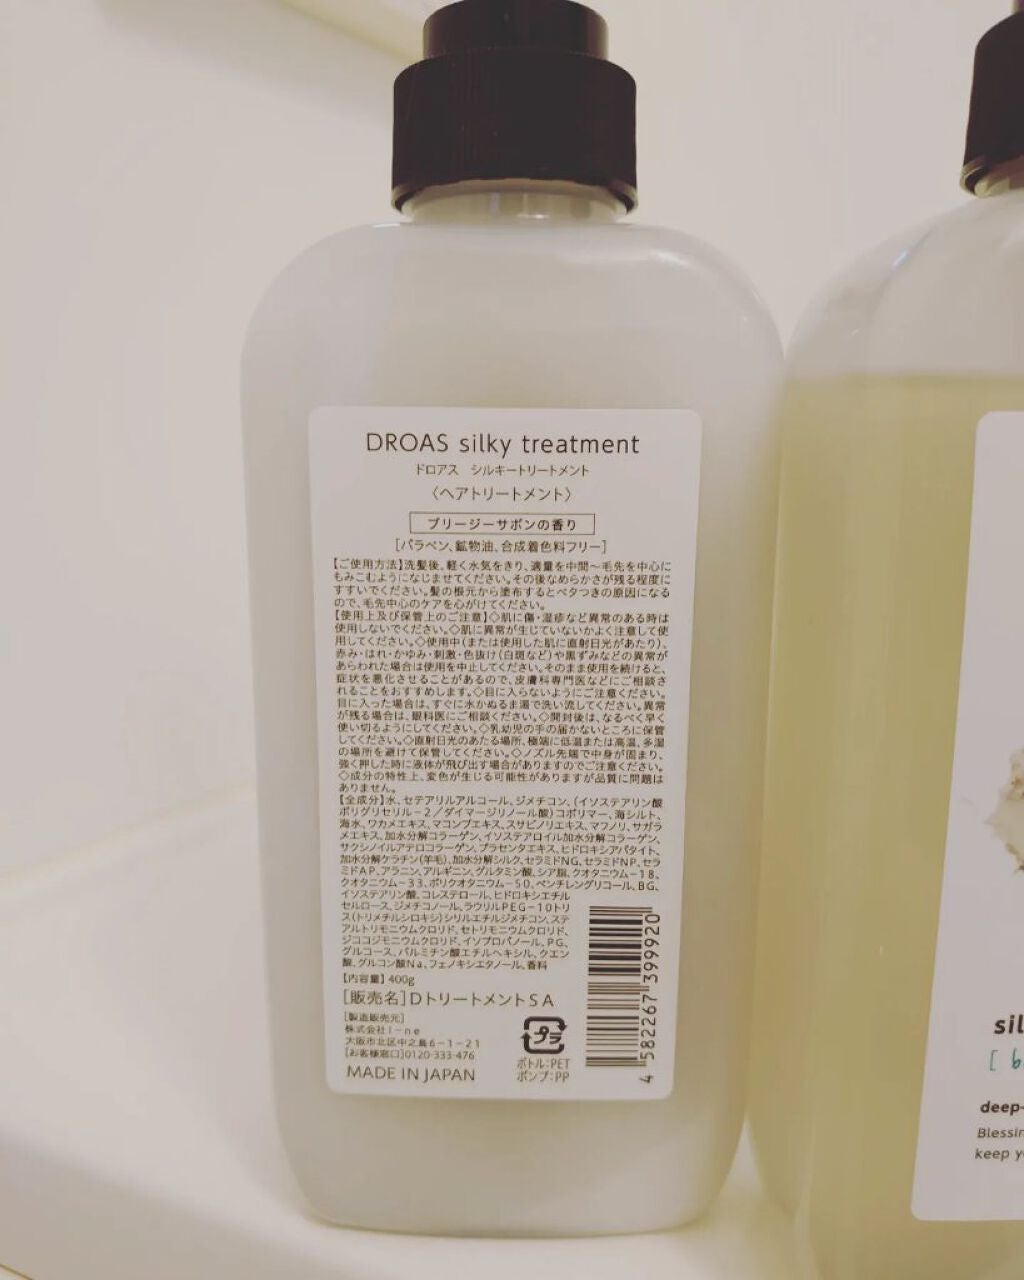 DROAS silky treatment
ドロアス シルキートリートメント
〈ヘアトリートメント〉
ブリージーサボンの香り
[パラベン、鉱物油、合成着色料フリー]
【ご使用方法】洗髪後、軽く水気をきり、適量を中間〜毛先を中心に
もみこむようになじませてください。その後なめらかさが残る程度に
すすいでください。髪の根元から塗布するとベタつきの原因になる
ので、毛先中心のケアを心がけてください。
【使用上及び保管上のご注意】◇肌に傷・湿疹など異常のある時は
使用しないでください。◇肌に異常が生じていないかよく注意して使
用してください。◇使用中(または使用した肌に直射日光があたり)、
赤み・はれ・かゆみ・刺激・色抜け(白斑など)や黒ずみなどの異常が
あらわれた場合は使用を中止してください。そのまま使用を続けると、
症状を悪化させることがあるので、皮膚科専門医などにご相談さ
れることをおすすめします。◇目に入らないようにご注意ください。
目に入った場合は、すぐに水かぬるま湯で洗い流してください。異常
が残る場合は、眼科医にご相談ください。◇開封後は、なるべく早く
使い切るようにしてください。◇乳幼児の手の届かないところに保管
してください。◇直射日光のあたる場所、極端に低温または高温、多湿
の場所を避けて保管してください。◇ノズル先端で中身が固まり、
強く押した時に液体が飛び出す場合がありますのでご注意ください。
◇成分の特性上、変色が生じる可能性がありますが品質に問題は
ありません。
【全成分】水、セテアリルアルコール、ジメチコン、(イソステアリン酸
ポリグリセリル-2/ダイマージリノール酸)コポリマー、海シルト、
海水、ワカメエキス、マコンブエキス、スサビノリエキス、マフノリ、サガラ
メエキス、加水分解コラーゲン、イソステアロイル加水分解コラーゲン、
サクシノイルアテロコラーゲン、プラセンタエキス、ヒドロキシアパタイト、
加水分解ケラチン(羊毛)、加水分解シルク、セラミドNG、セラミドNP、セラ
ミドAP、アラニン、アルギニン、グルタミン酸、シア脂、クオタニウム-18、
クオタニウム-33、ポリクオタニウム-50、ペンチレングリコール、BG、
イソステアリン酸、コレステロール、ヒドロキシエチル
セルロース、ジメチコノール、ラウリルPEG-10トリ
ス(トリメチルシロキシ)シリルエチルジメチコン、ステ
アルトリモニウムクロリド、セトリモニウムクロリド、
ジココジモニウムクロリド、イソプロパノール、PG、
グルコース、パルミチン酸エチルヘキシル、クエン
酸、グルコン酸Na、フェノキシエタノール、香料
【内容量】400g
[販売名]DトリートメントSA
[製造販売元]
株式会社I-ne
大阪市北区中之島6-1-21
[お客様窓口]0120-333-476
MADE IN JAPAN
プラ
ボトル:PET
ポンプ:PP
4 582267 399920
sil
[ b
deep-
Blessin
keep y